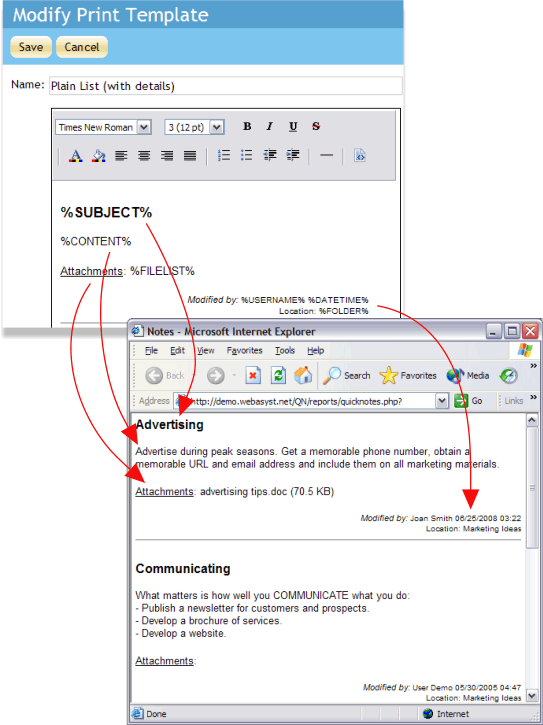 Modify Print Template
Save Cancel
Name: Plain List (with details)
Times New Roman 3 (12 pt) B I U S
A
%SUBJECT%
%CONTENT%
Attachments: %FILELIST%
Modified by: %USERNAME% %DATETIME%
Location: %FOLDER%
Notes - Microsoft Internet Explorer
File Edit View Favorites Tools Help
Back Search Favorites Media »
Address http://demo.webasyst.net/QN/reports/quicknotes.php? Go Links »
Advertising
Advertise during peak seasons. Get a memorable phone number, obtain a
memorable URL and email address and include them on all marketing materials.
Attachments: advertising tips.doc (70.5 KB)
Modified by: Joan Smith 06/25/2008 03:22
Location: Marketing Ideas
Communicating
What matters is how well you COMMUNICATE what you do:
- Publish a newsletter for customers and prospects.
- Develop a brochure of services.
- Develop a website.
Attachments:
Modified by: User Demo 05/30/2005 04:47
Location: Marketing Ideas
Done Internet